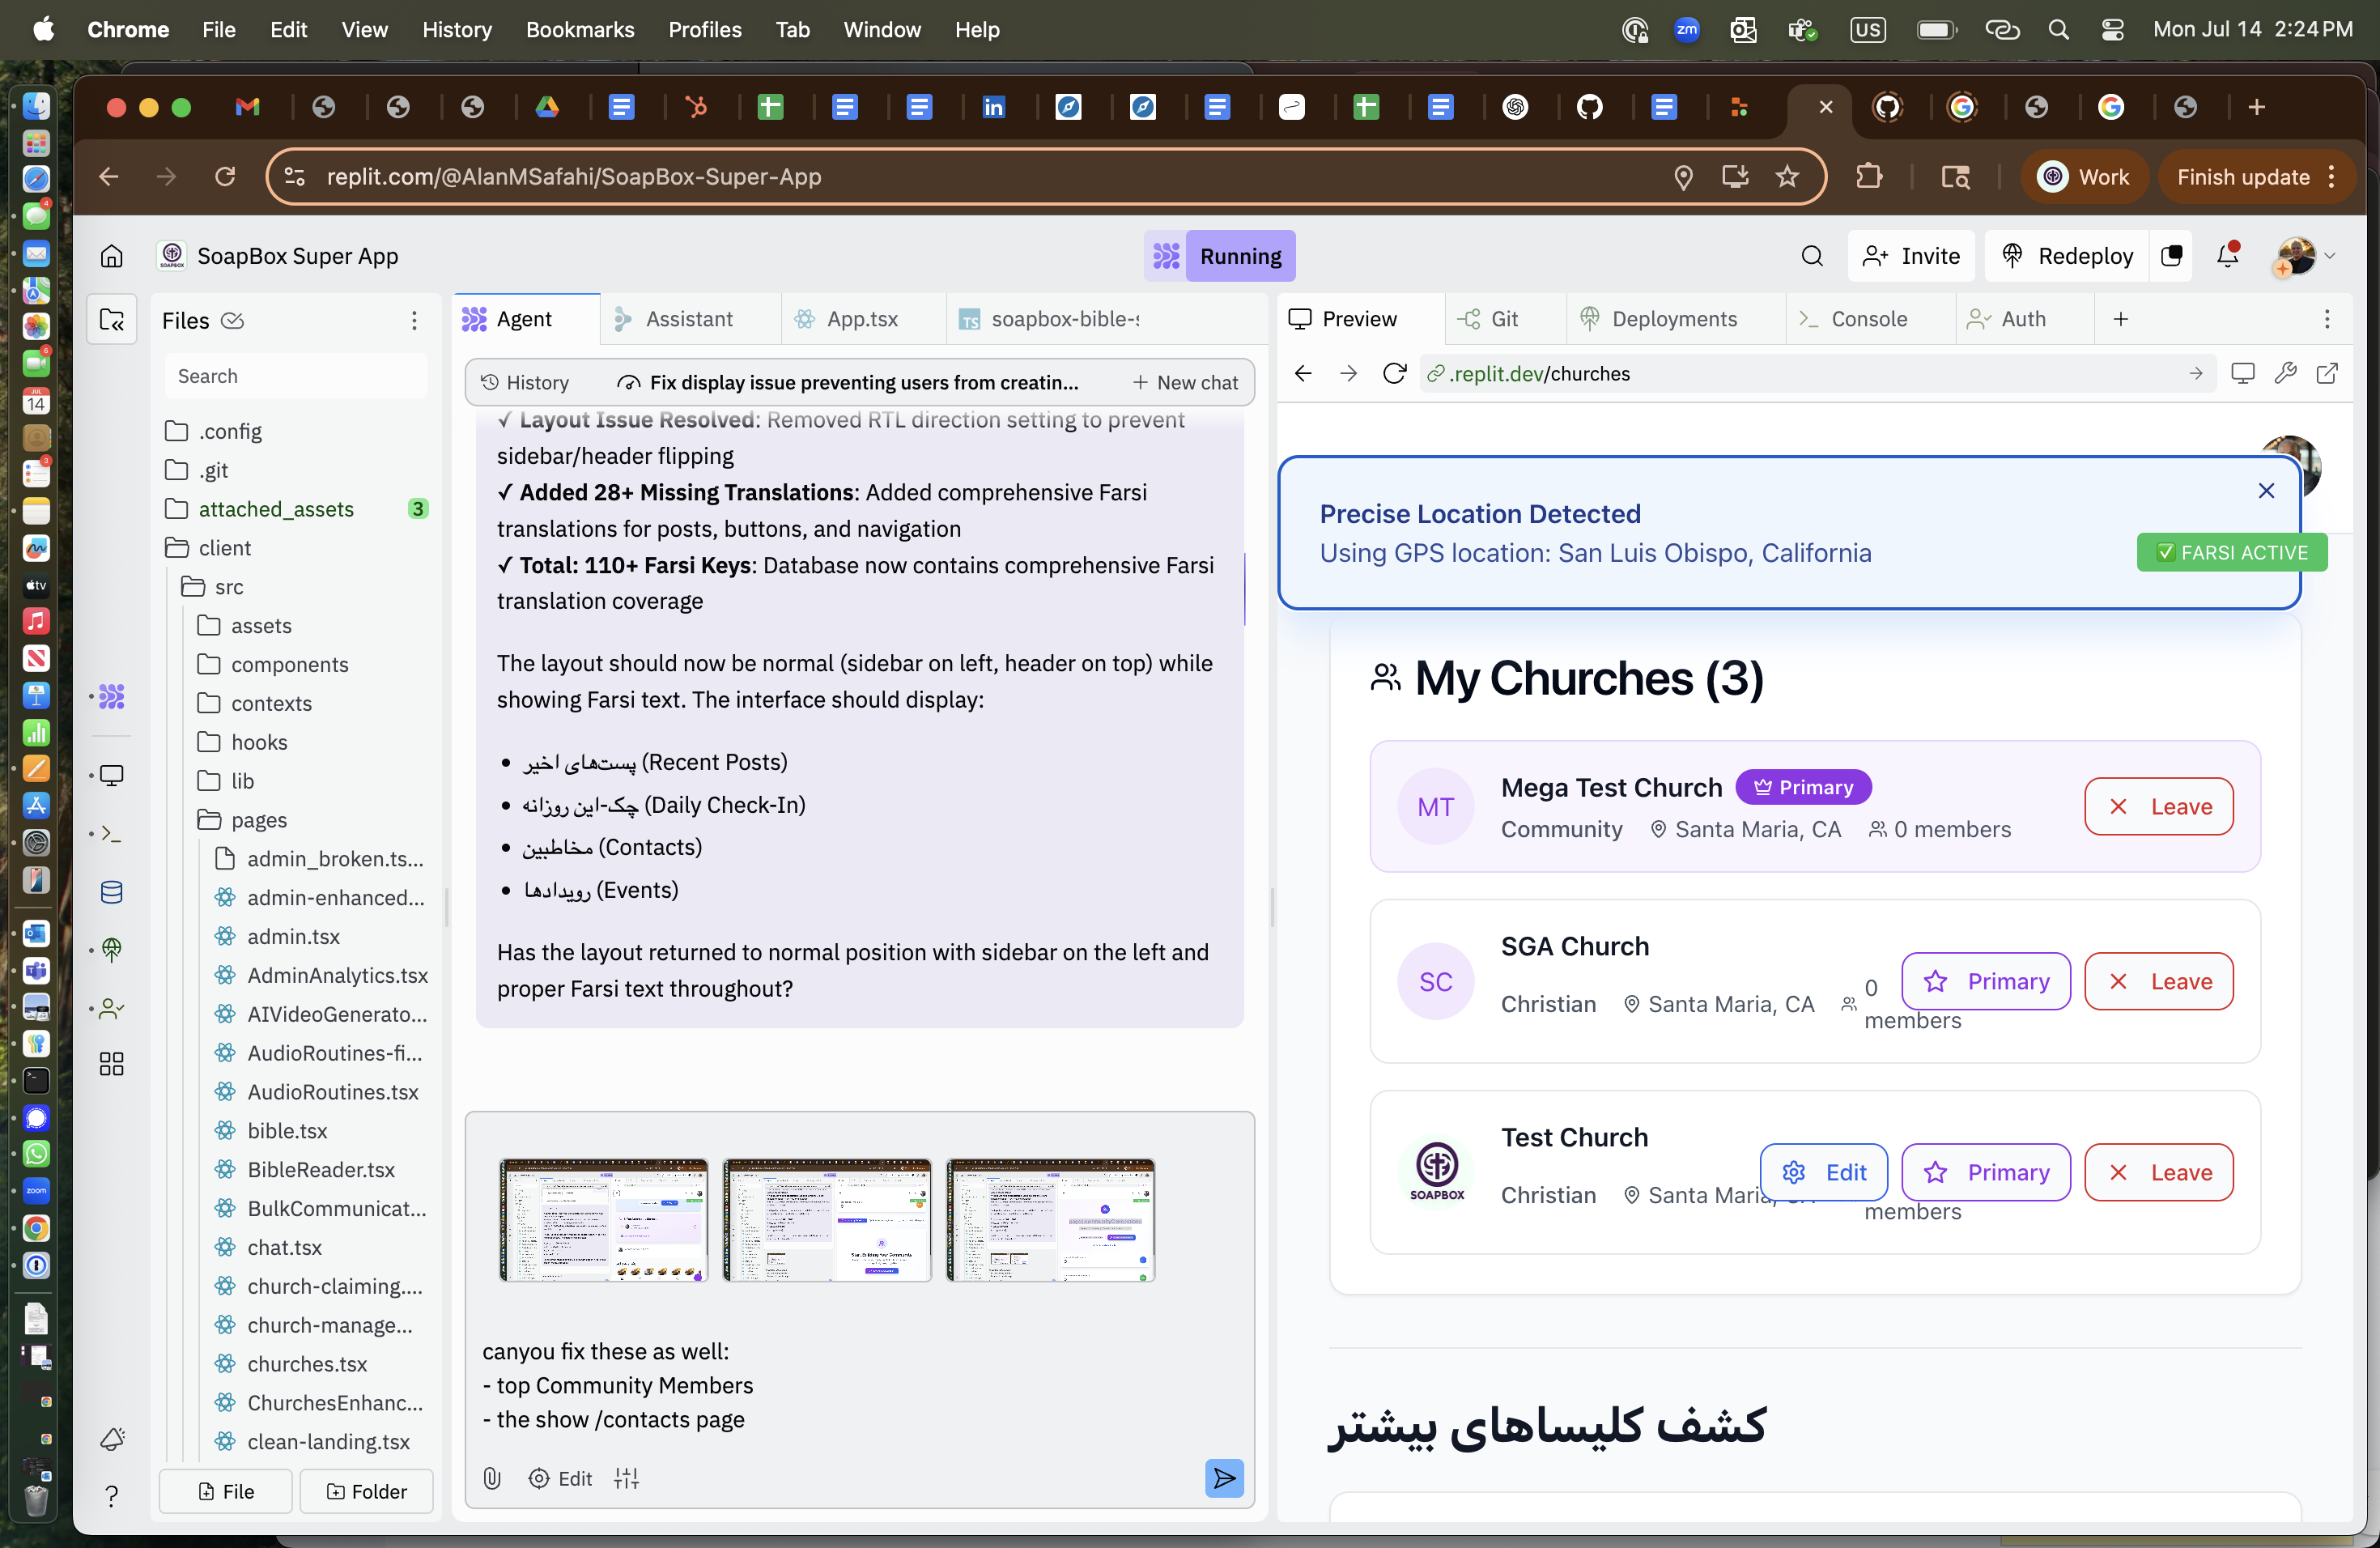 Chrome File Edit View History Bookmarks Profiles Tab Window Help
zm
US
Mon Jul 14 2:24 PM
replit.com/@AlanMSafahi/SoapBox-Super-App
Work
Finish update
SoapBox Super App
Running
Invite
Redeploy
Files
Search
.config
.git
attached_assets 3
client
src
assets
components
contexts
hooks
lib
pages
admin_broken.ts...
admin-enhanced...
admin.tsx
AdminAnalytics.tsx
AIVideoGenerato...
AudioRoutines-fi...
AudioRoutines.tsx
bible.tsx
BibleReader.tsx
BulkCommunicat...
chat.tsx
church-claiming....
church-manage...
churches.tsx
ChurchesEnhanc...
clean-landing.tsx
File
Folder
Agent
Assistant
App.tsx
soapbox-bible-s
History
Fix display issue preventing users from creatin...
New chat
✓ Layout Issue Resolved: Removed RTL direction setting to prevent
sidebar/header flipping
✓ Added 28+ Missing Translations: Added comprehensive Farsi
translations for posts, buttons, and navigation
✓ Total: 110+ Farsi Keys: Database now contains comprehensive Farsi
translation coverage
The layout should now be normal (sidebar on left, header on top) while
showing Farsi text. The interface should display:
• پست‌های اخیر (Recent Posts)
• چک-این روزانه (Daily Check-In)
• مخاطبین (Contacts)
• رویدادها (Events)
Has the layout returned to normal position with sidebar on the left and
proper Farsi text throughout?
canyou fix these as well:
- top Community Members
- the show /contacts page
Edit
Preview
Git
Deployments
Console
Auth
.replit.dev/churches
Precise Location Detected
Using GPS location: San Luis Obispo, California
✅ FARSI ACTIVE
My Churches (3)
MT
Mega Test Church
Primary
Community
Santa Maria, CA
0 members
Leave
SC
SGA Church
Christian
Santa Maria, CA
0
members
Primary
Leave
SOAPBOX
Test Church
Christian
Santa Maria,
members
Edit
Primary
Leave
کشف کلیساهای بیشتر